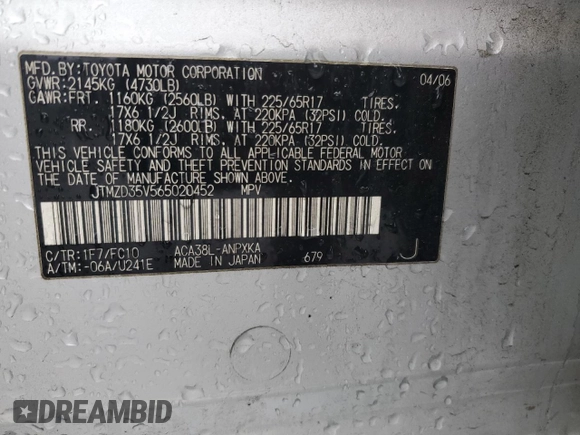 MFD.BY:TOYOTA MOTOR CORPORATION 04/06
GVWR:2145KG (4730LB)
GAWR:FRT. 1160KG (2560LB) WITH 225/65R17 TIRES.
17X6 1/2J RIMS. AT 220KPA (32PSI) COLD.
RR. 1180KG (2600LB) WITH 225/65R17 TIRES.
17X6 1/2J RIMS. AT 220KPA (32PSI) COLD.
THIS VEHICLE CONFORMS TO ALL APPLICABLE FEDERAL MOTOR
VEHICLE SAFETY AND THEFT PREVENTION STANDARDS IN EFFECT ON
THE DATE OF MANUFACTURE SHOWN ABOVE.
JTMZD35V565020452 MPV
C/TR:1F7/FC10 ACA38L-ANPXKA
A/TM:-06A/U241E MADE IN JAPAN 679 J
DREAMBID